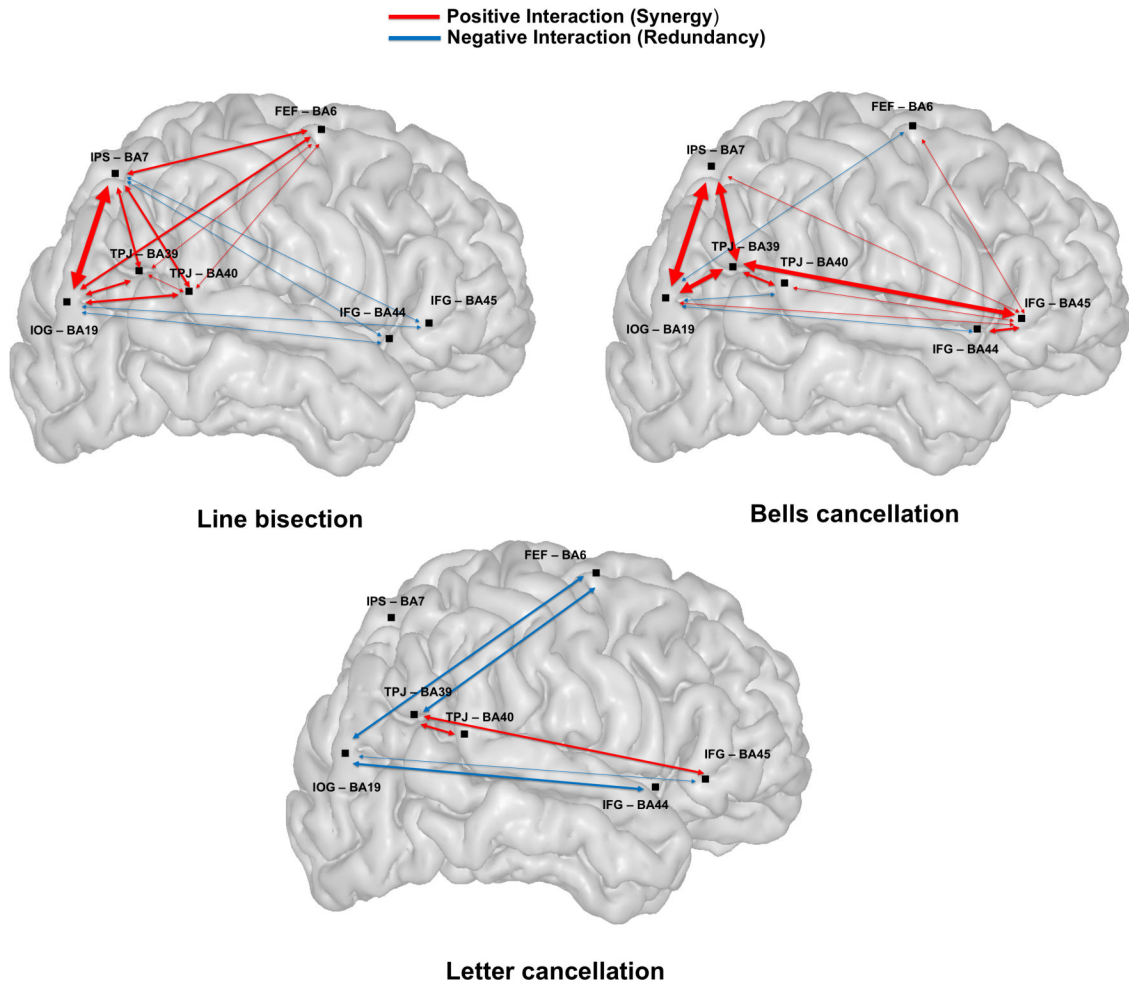 Positive Interaction (Synergy)
Negative Interaction (Redundancy)
FEF – BA6
IPS – BA7
TPJ – BA39
TPJ – BA40
IOG – BA19
IFG – BA44
IFG – BA45
Line bisection
FEF – BA6
IPS – BA7
TPJ – BA39
TPJ – BA40
IOG – BA19
IFG – BA45
IFG – BA44
Bells cancellation
FEF – BA6
IPS – BA7
TPJ – BA39
TPJ – BA40
IOG – BA19
IFG – BA45
IFG – BA44
Letter cancellation